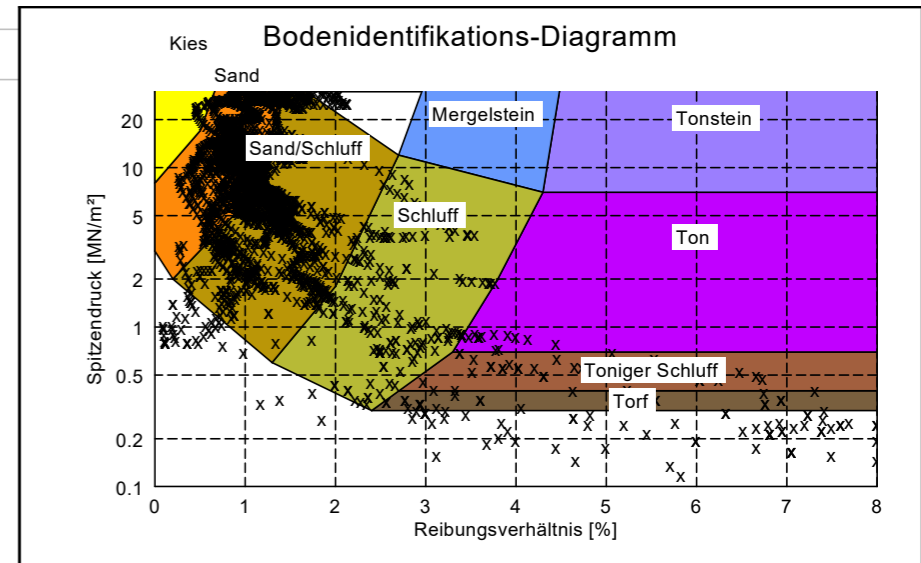 Kies
Bodenidentifikations-Diagramm
Sand
Mergelstein
Tonstein
Sand/Schluff
Schluff
Ton
Toniger Schluff
Torf
Spitzendruck [MN/m²]
20
10
5
2
1
0.5
0.2
0.1
0 1 2 3 4 5 6 7 8
Reibungsverhältnis [%]